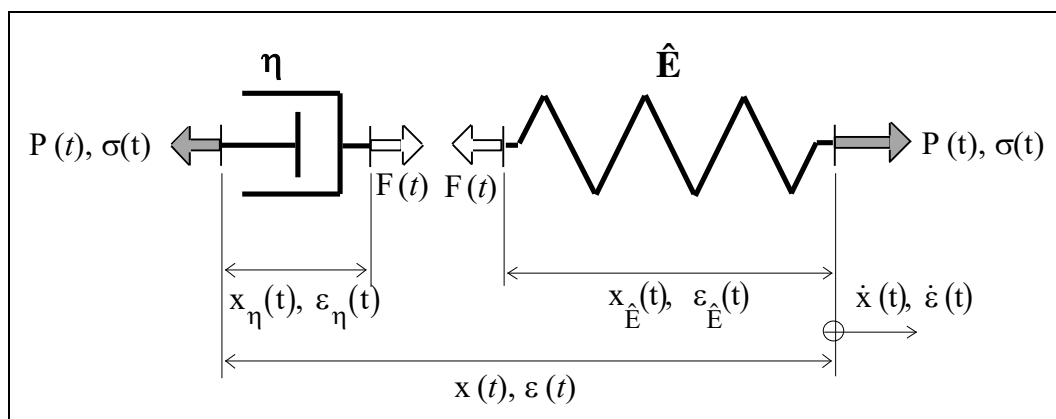 η
Ê
P (t), σ(t)
F(t)
F(t)
P (t), σ(t)
x_η(t), ε_η(t)
x_Ê(t), ε_Ê(t)
ẋ (t), ε̇ (t)
x (t), ε (t)